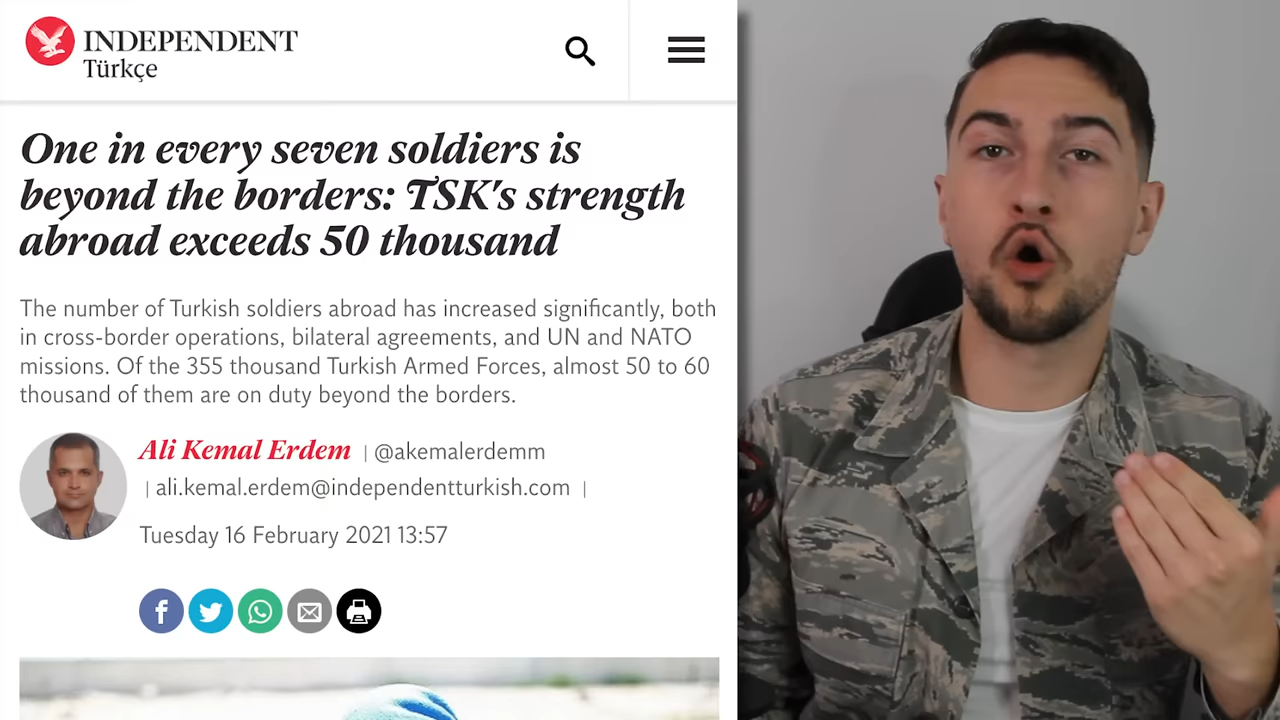 INDEPENDENT
Türkçe
One in every seven soldiers is
beyond the borders: TSK's strength
abroad exceeds 50 thousand
The number of Turkish soldiers abroad has increased significantly, both
in cross-border operations, bilateral agreements, and UN and NATO
missions. Of the 355 thousand Turkish Armed Forces, almost 50 to 60
thousand of them are on duty beyond the borders.
Ali Kemal Erdem | @akemalerdemm
| ali.kemal.erdem@independentturkish.com |
Tuesday 16 February 2021 13:57